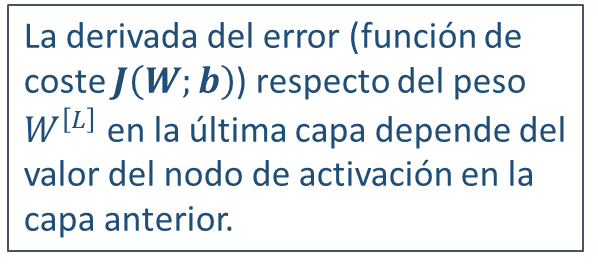 La derivada del error (función de
coste J(W; b)) respecto del peso
W^[L] en la última capa depende del
valor del nodo de activación en la
capa anterior.